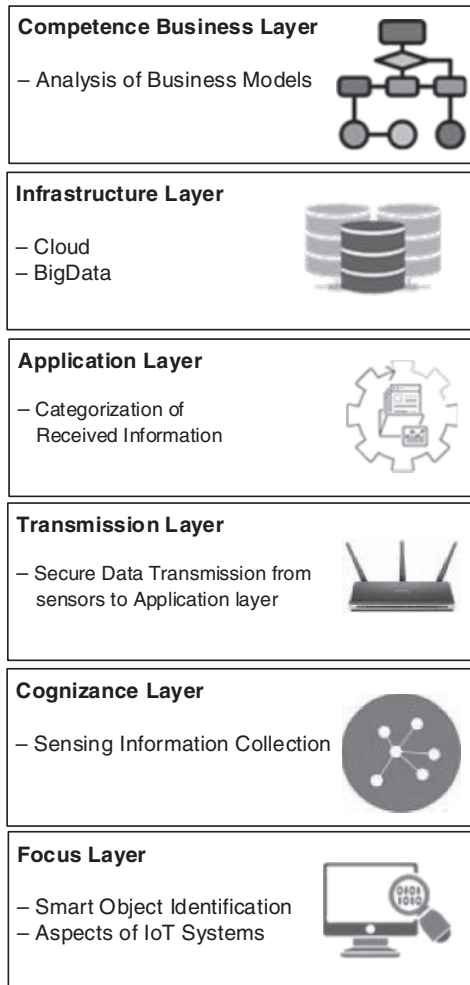 Competence Business Layer
– Analysis of Business Models
Infrastructure Layer
– Cloud
– BigData
Application Layer
– Categorization of
Received Information
Transmission Layer
– Secure Data Transmission from
sensors to Application layer
Cognizance Layer
– Sensing Information Collection
Focus Layer
– Smart Object Identification
– Aspects of IoT Systems
0101
1010